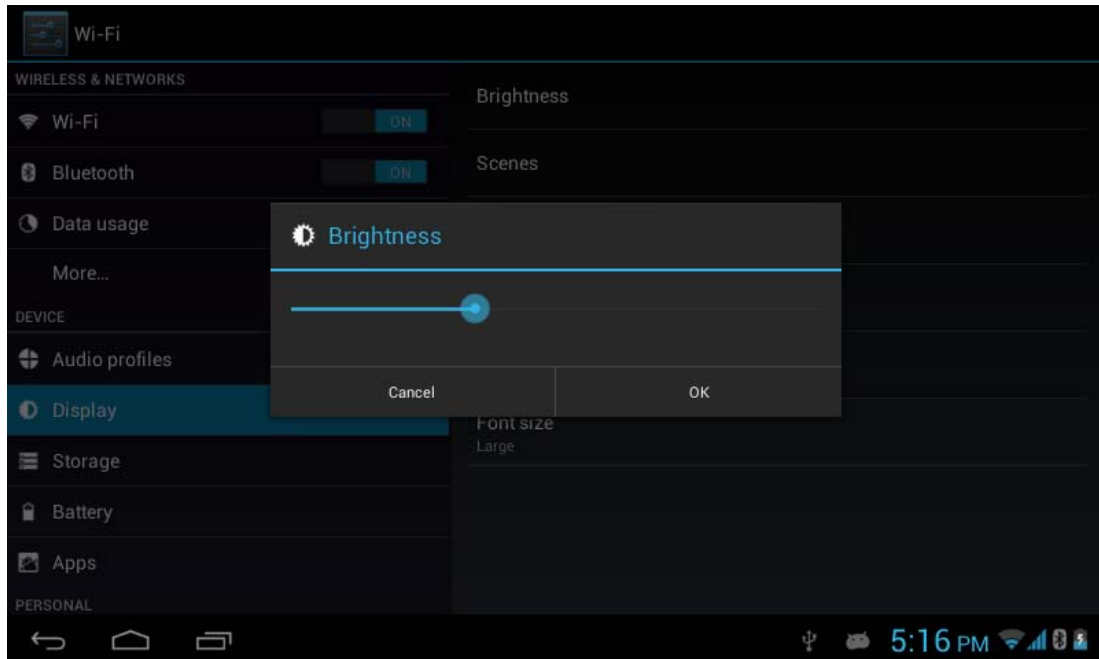 Wi-Fi
WIRELESS & NETWORKS
Wi-Fi ON
Bluetooth ON
Data usage
More...
DEVICE
Audio profiles
Display
Storage
Battery
Apps
PERSONAL
Brightness
Scenes
Font size
Large
Brightness
Cancel OK
5:16 PM